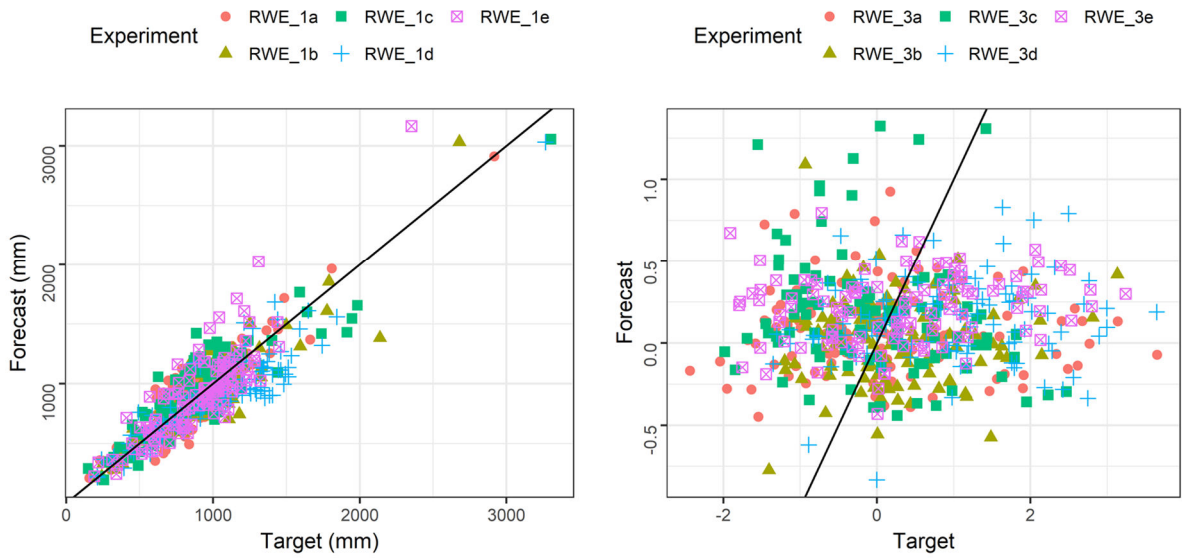 Experiment
RWE_1a RWE_1c RWE_1e
RWE_1b RWE_1d
Forecast (mm)
3000
2000
1000
0 1000 2000 3000
Target (mm)
Experiment
RWE_3a RWE_3c RWE_3e
RWE_3b RWE_3d
Forecast
1.0
0.5
0.0
-0.5
-2 0 2
Target